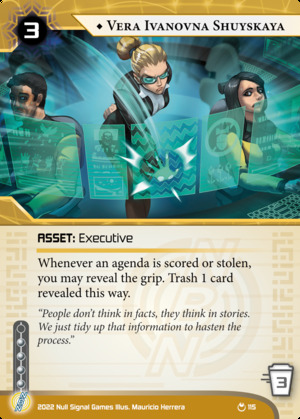 3
♦ Vera Ivanovna Shuyskaya
ASSET: Executive
Whenever an agenda is scored or stolen,
you may reveal the grip. Trash 1 card
revealed this way.
“People don’t think in facts, they think in stories.
We just tidy up that information to hasten the
process.”
3
2022 Null Signal Games Illus. Mauricio Herrera
115